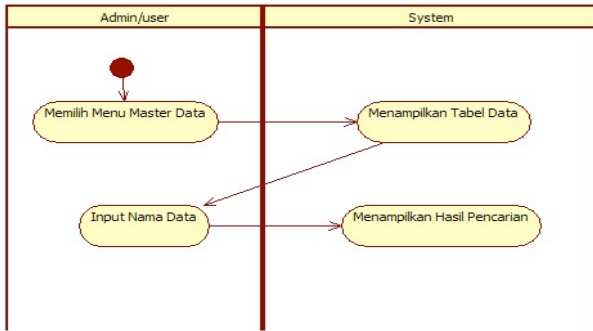 Admin/user
System
Memilih Menu Master Data
Menampilkan Tabel Data
Input Nama Data
Menampilkan Hasil Pencarian